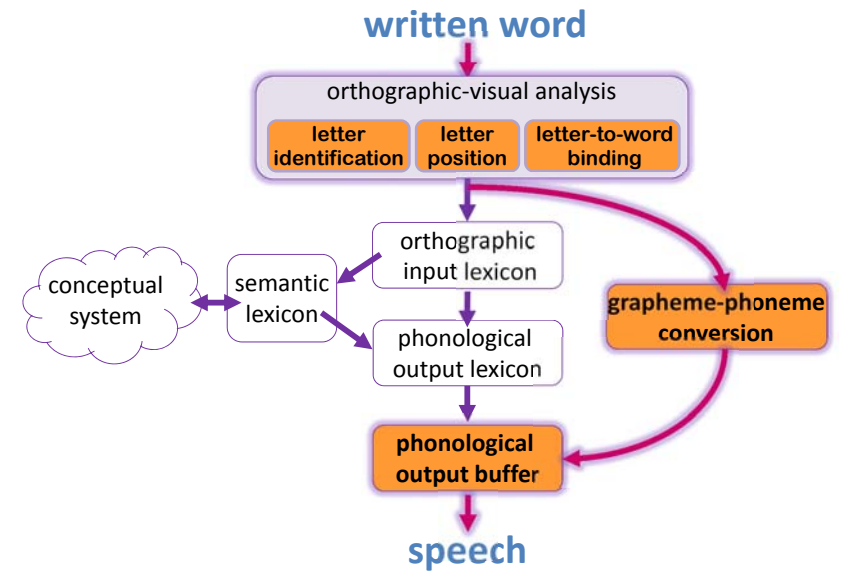 written word
orthographic-visual analysis
letter
identification
letter
position
letter-to-word
binding
orthographic
input lexicon
conceptual
system
semantic
lexicon
grapheme-phoneme
conversion
phonological
output lexicon
phonological
output buffer
speech